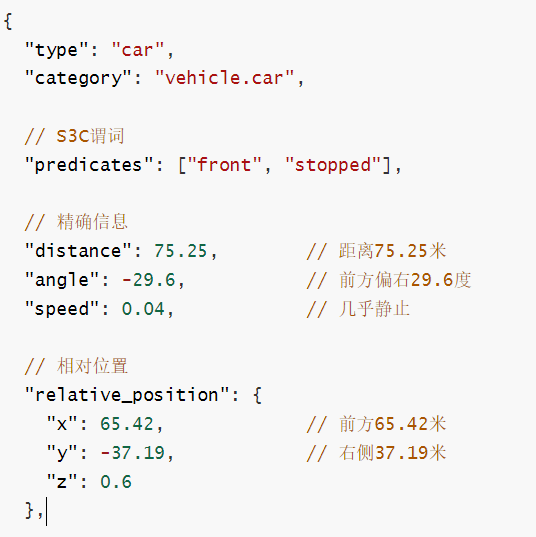 {
"type": "car",
"category": "vehicle.car",
// S3C谓词
"predicates": ["front", "stopped"],
// 精确信息
"distance": 75.25, // 距离75.25米
"angle": -29.6, // 前方偏右29.6度
"speed": 0.04, // 几乎静止
// 相对位置
"relative_position": {
"x": 65.42, // 前方65.42米
"y": -37.19, // 右侧37.19米
"z": 0.6
},